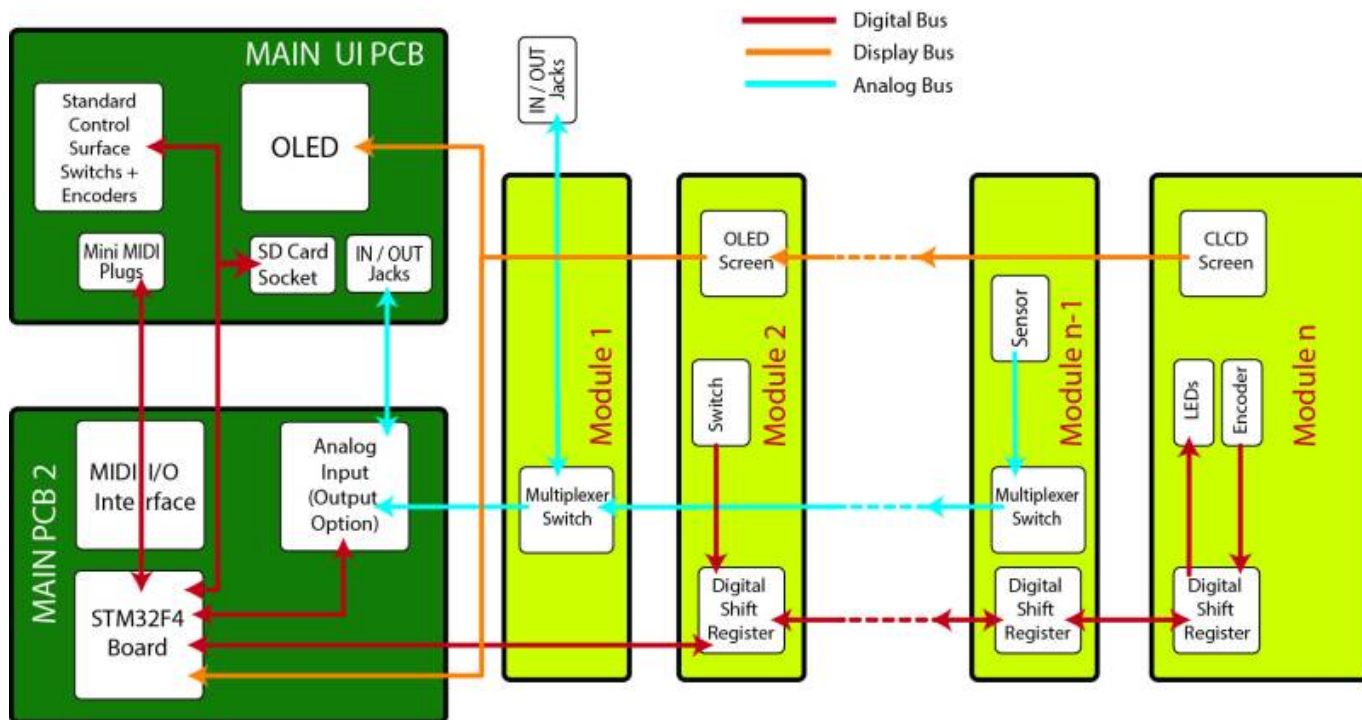 Digital Bus
Display Bus
Analog Bus
MAIN UI PCB
Standard
Control
Surface
Switchs +
Encoders
OLED
Mini MIDI
Plugs
SD Card
Socket
IN / OUT
Jacks
IN / OUT
Jacks
MAIN PCB 2
MIDI I/O
Interface
Analog
Input
(Output
Option)
STM32F4
Board
Module 1
Multiplexer
Switch
Module 2
OLED
Screen
Switch
Digital
Shift
Register
Module n-1
Sensor
Multiplexer
Switch
Digital
Shift
Register
Module n
CLCD
Screen
LEDs
Encoder
Digital
Shift
Register